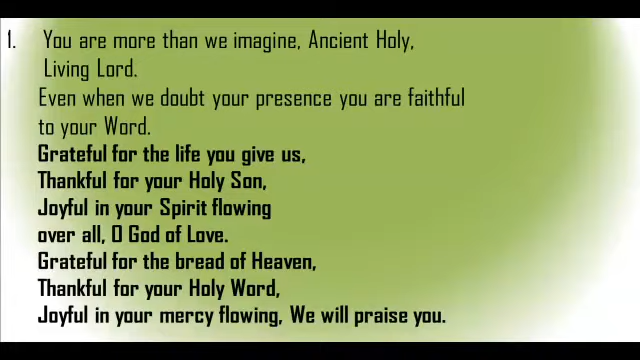 1. You are more than we imagine, Ancient Holy,
Living Lord.
Even when we doubt your presence you are faithful
to your Word.
Grateful for the life you give us,
Thankful for your Holy Son,
Joyful in your Spirit flowing
over all, O God of Love.
Grateful for the bread of Heaven,
Thankful for your Holy Word,
Joyful in your mercy flowing, We will praise you.